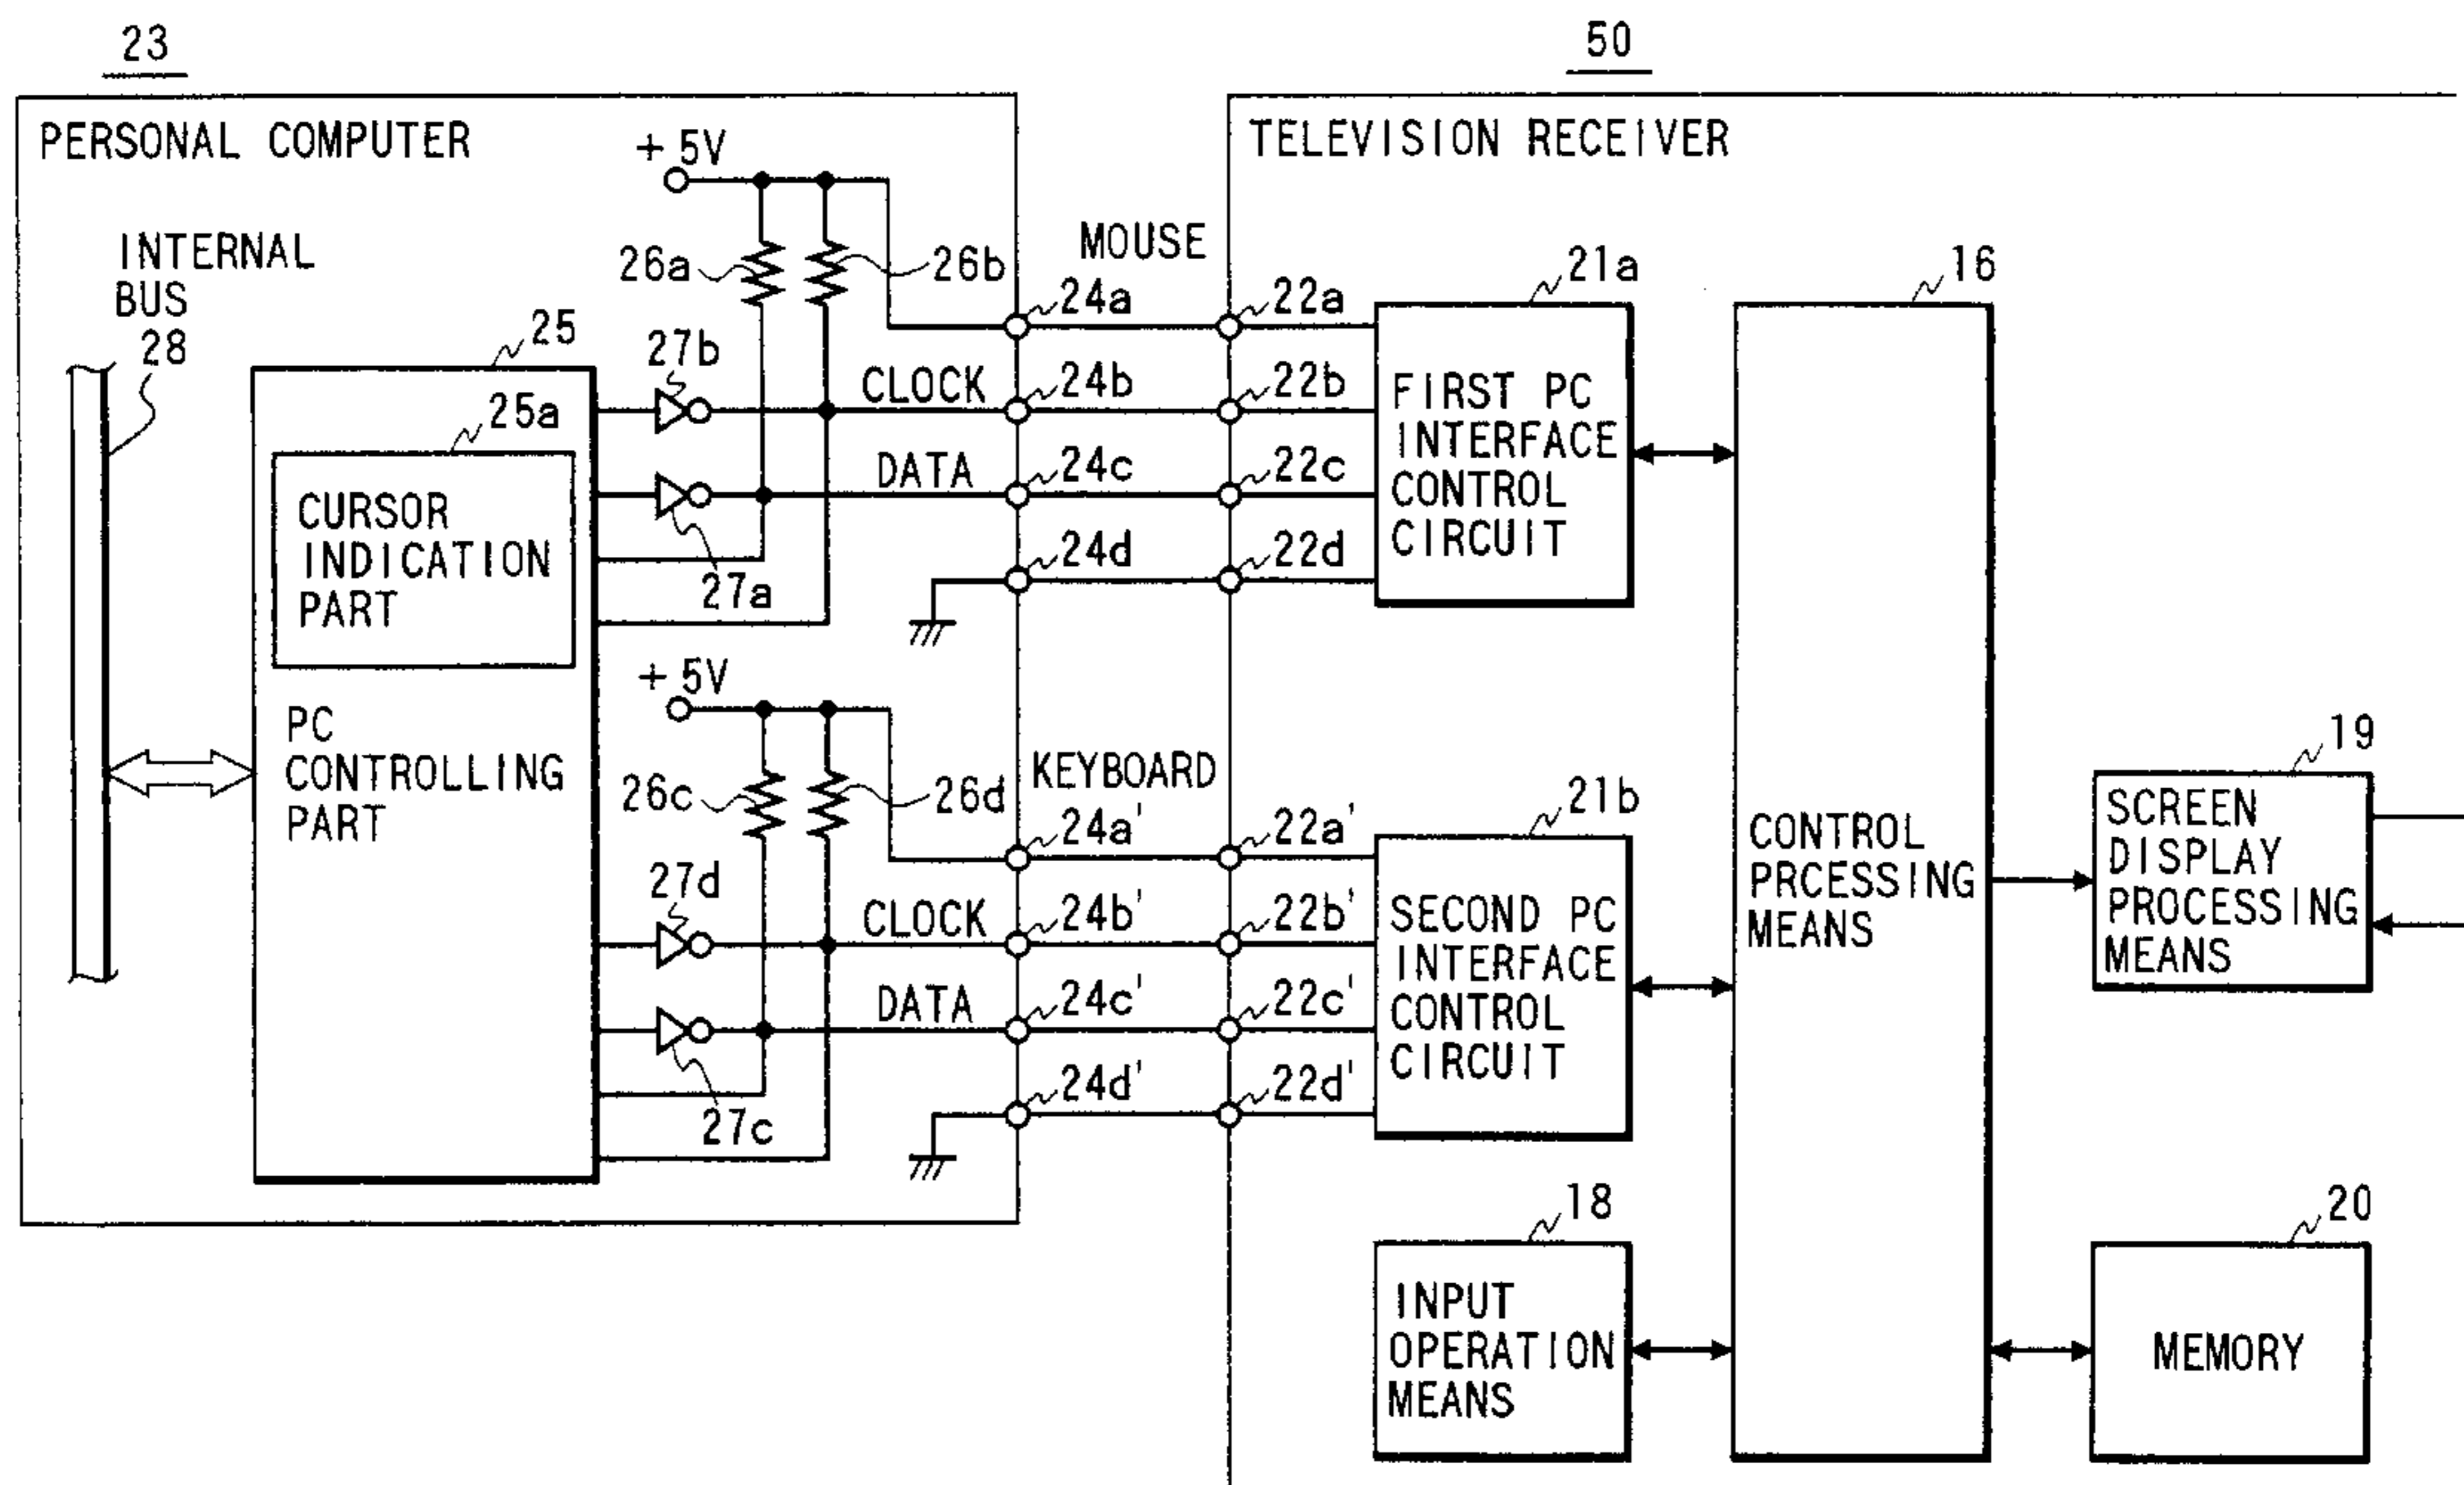 23
50
PERSONAL COMPUTER
TELEVISION RECEIVER
+5V
INTERNAL
BUS
28
26a
26b
MOUSE
25
25a
CURSOR
INDICATION
PART
PC
CONTROLLING
PART
27b
27a
CLOCK
DATA
24a
24b
24c
24d
22a
22b
22c
22d
21a
FIRST PC
INTERFACE
CONTROL
CIRCUIT
16
CONTROL
PRCESSING
MEANS
+5V
26c
26d
KEYBOARD
27d
27c
CLOCK
DATA
24a'
24b'
24c'
24d'
22a'
22b'
22c'
22d'
21b
SECOND PC
INTERFACE
CONTROL
CIRCUIT
19
SCREEN
DISPLAY
PROCESSING
MEANS
18
INPUT
OPERATION
MEANS
20
MEMORY